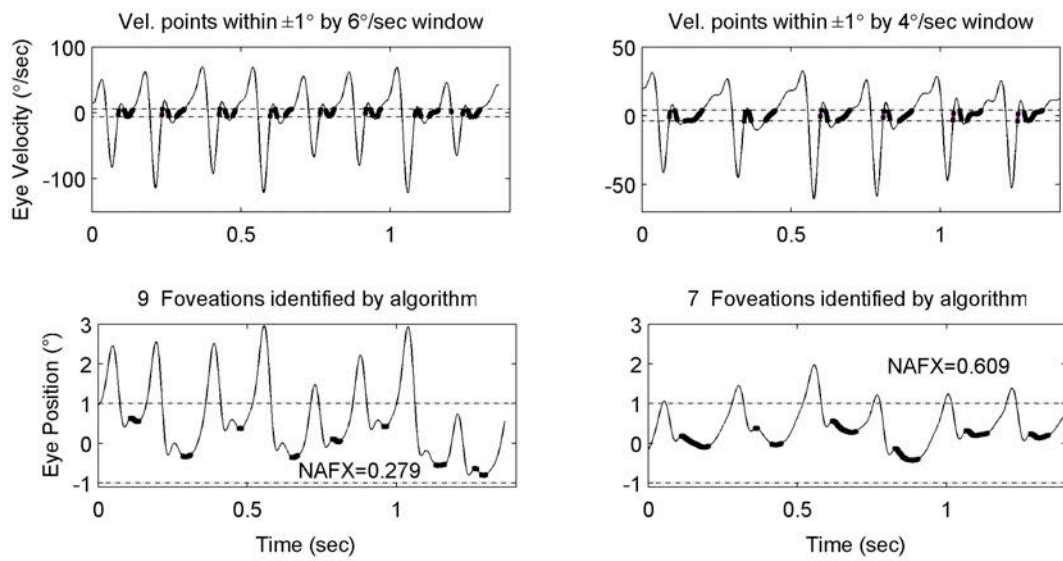 Vel. points within ±1° by 6°/sec window
Vel. points within ±1° by 4°/sec window
Eye Velocity (°/sec)
100
0
-100
0
0.5
1
50
0
-50
0
0.5
1
9 Foveations identified by algorithm
7 Foveations identified by algorithm
Eye Position (°)
3
2
1
0
-1
NAFX=0.279
0
0.5
1
Time (sec)
3
2
1
0
-1
NAFX=0.609
0
0.5
1
Time (sec)